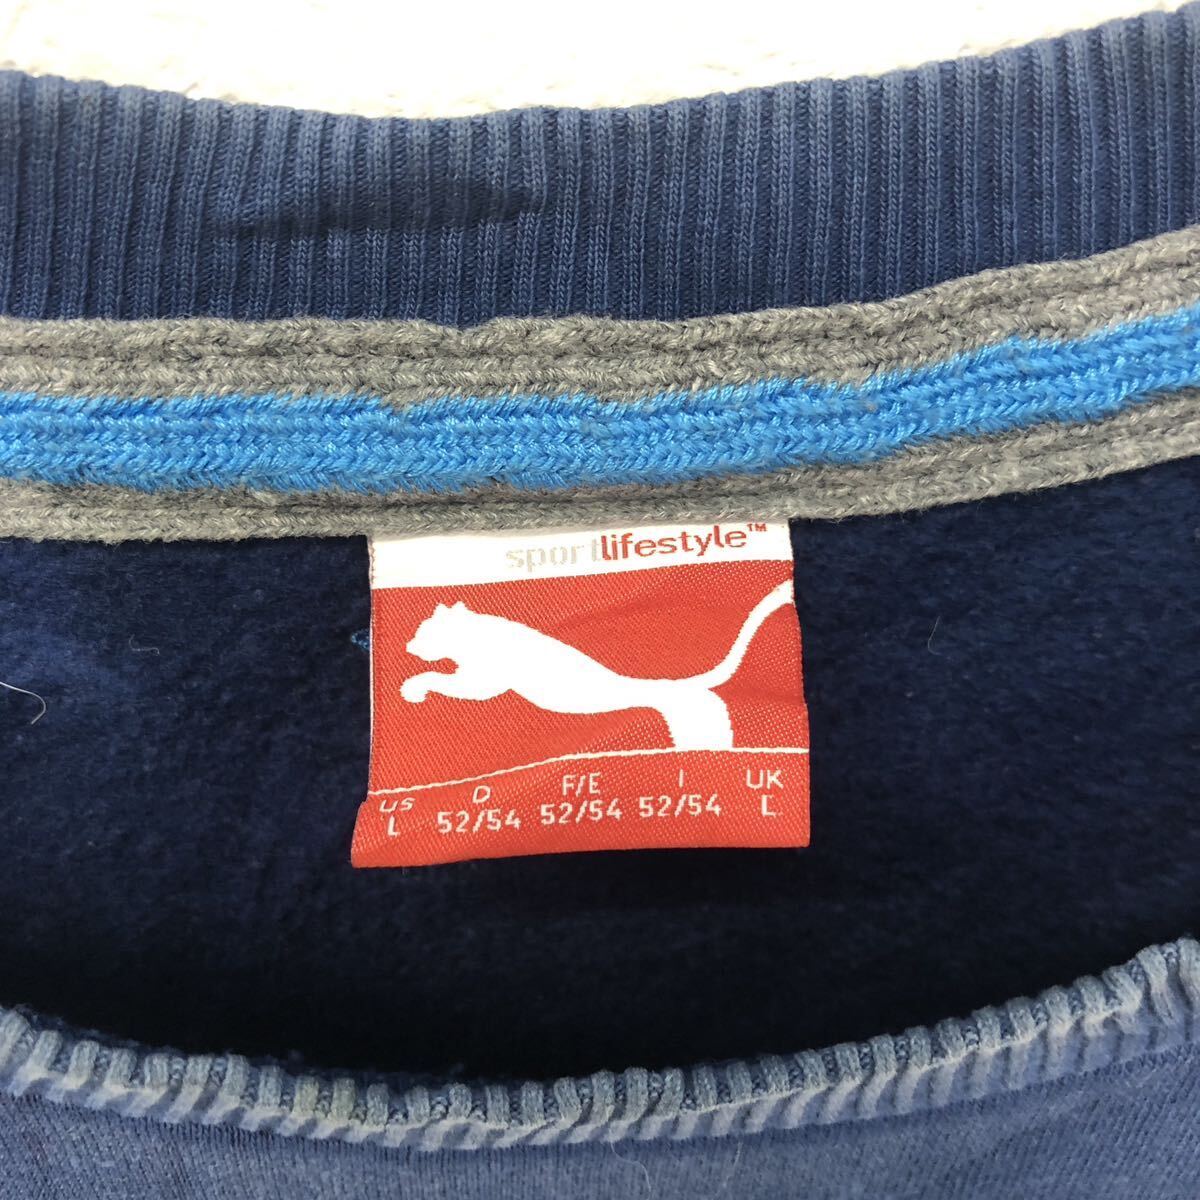 sportlifestyle™
US D F/E I UK
L 52/54 52/54 52/54 L